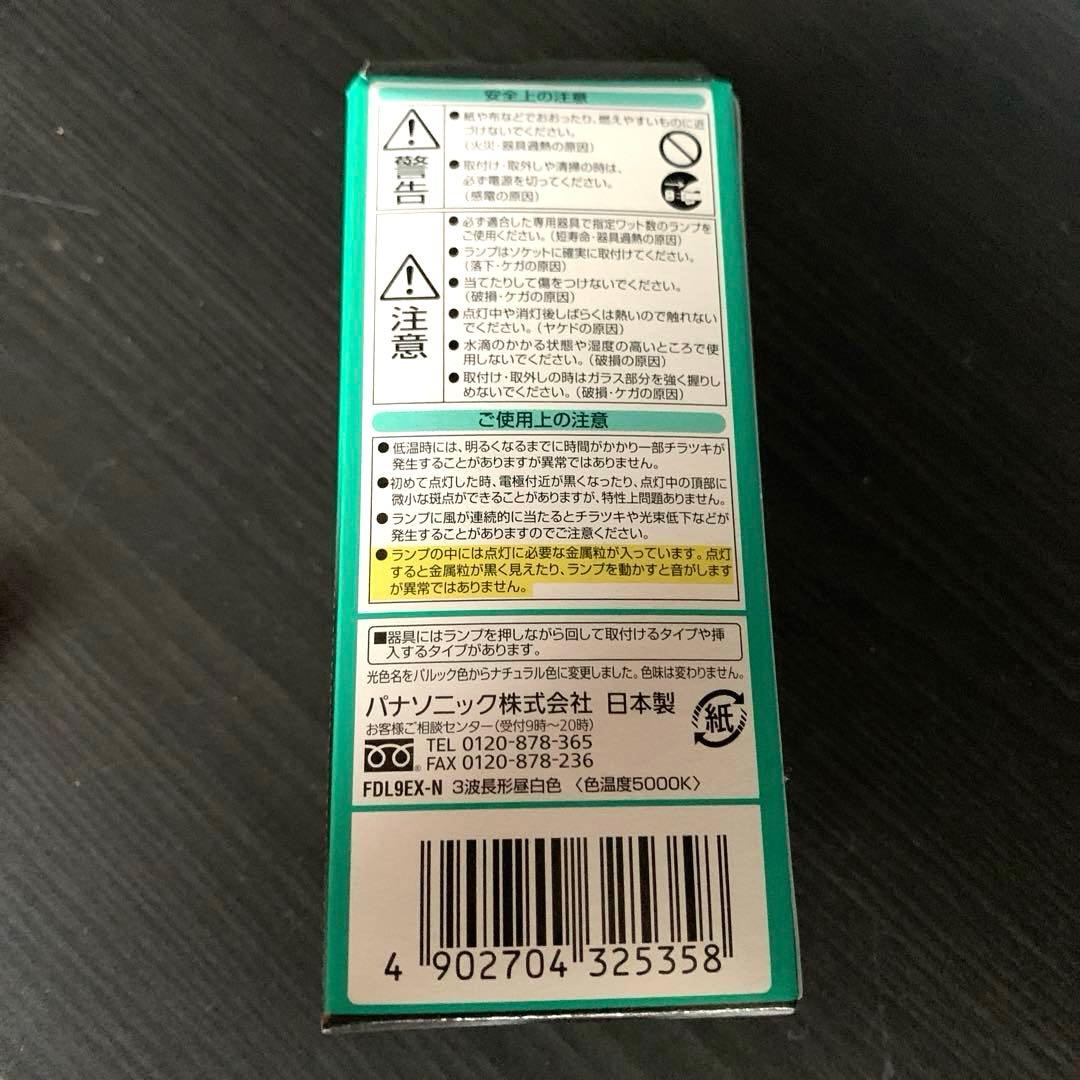 安全上の注意
警告
●紙や布などでおおったり、燃えやすいものに近
づけないでください。
(火災・器具過熱の原因)
●取付け・取外しや清掃の時は、
必ず電源を切ってください。
(感電の原因)
注意
●必ず適合した専用器具で指定ワット数のランプを
ご使用ください。(短寿命・器具過熱の原因)
●ランプはソケットに確実に取付けてください。
(落下・ケガの原因)
●当てたりして傷をつけないでください。
(破損・ケガの原因)
●点灯中や消灯後しばらくは熱いので触れない
でください。(ヤケドの原因)
●水滴のかかる状態や湿度の高いところで使
用しないでください。(破損の原因)
●取付け・取外しの時はガラス部分を強く握りし
めないでください。(破損・ケガの原因)
ご使用上の注意
●低温時には、明るくなるまでに時間がかかり一部チラツキが
発生することがありますが異常ではありません。
●初めて点灯した時、電極付近が黒くなったり、点灯中の頂部に
微小な斑点ができることがありますが、特性上問題ありません。
●ランプに風が連続的に当たるとチラツキや光束低下などが
発生することがありますのでご注意ください。
●ランプの中には点灯に必要な金属粒が入っています。点灯
すると金属粒が黒く見えたり、ランプを動かすと音がします
が異常ではありません。
■器具にはランプを押しながら回して取付けるタイプや挿
入するタイプがあります。
光色名をパルック色からナチュラル色に変更しました。色味は変わりません。
パナソニック株式会社 日本製
紙
お客様ご相談センター(受付9時～20時)
TEL 0120-878-365
FAX 0120-878-236
FDL9EX-N 3波長形昼白色 〈色温度5000K〉
4 902704 325358